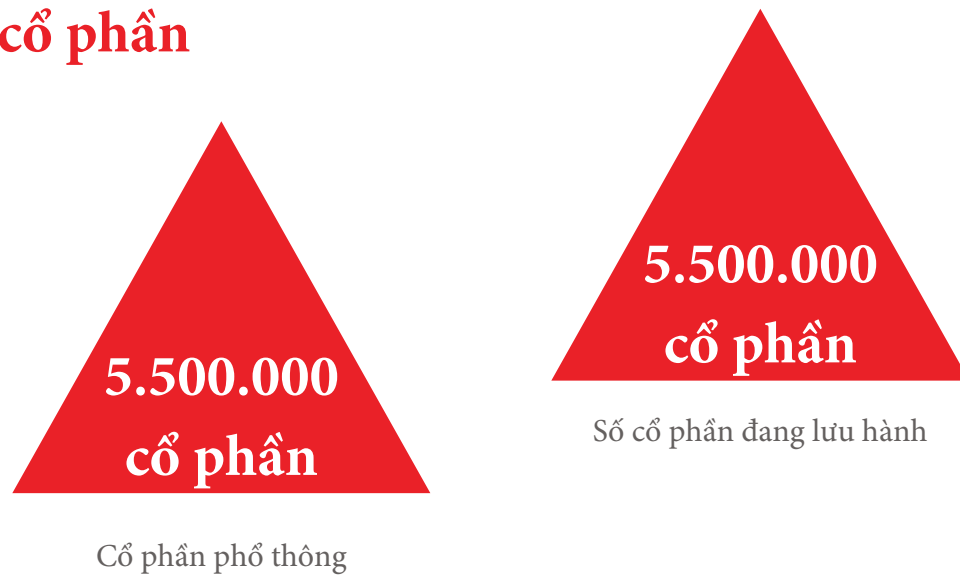 cổ phần
5.500.000
cổ phần
Cổ phần phổ thông
5.500.000
cổ phần
Số cổ phần đang lưu hành